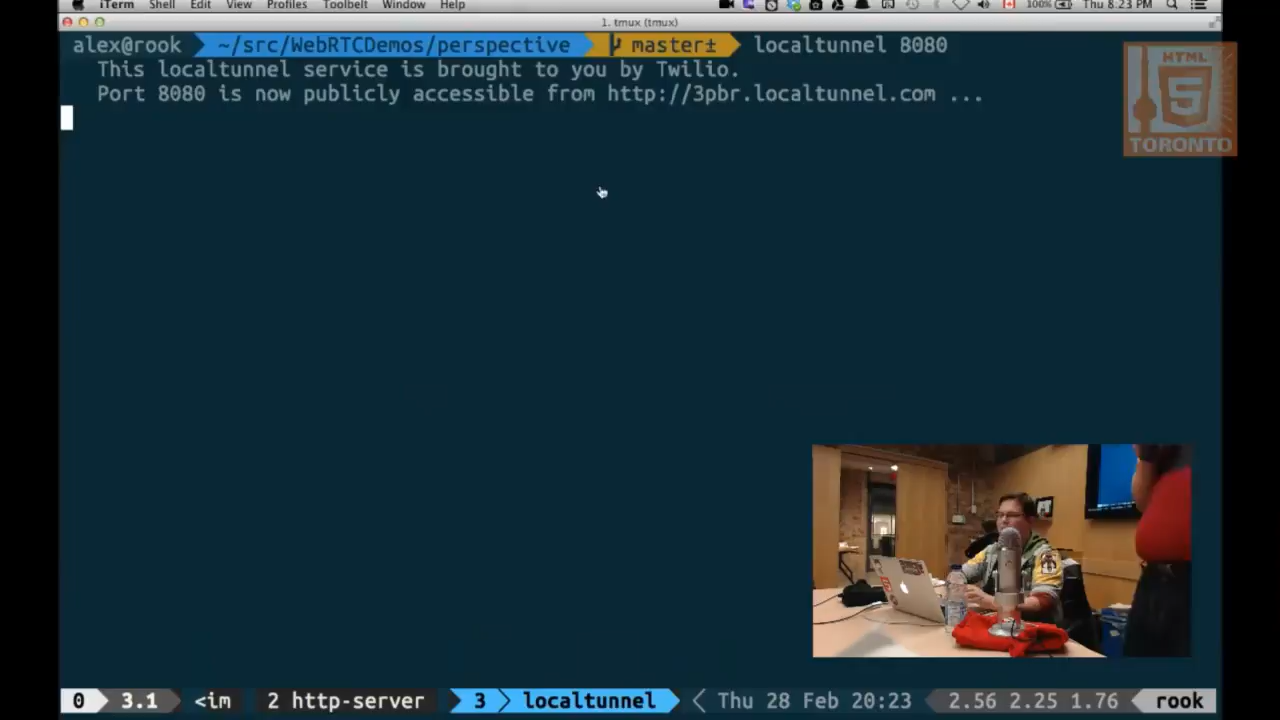 iTerm Shell Edit View Profiles Toolbelt Window Help 100% Thu 8:23 PM
1. tmux (tmux)
alex@rook ~/src/WebRTCDemos/perspective master± localtunnel 8080
This localtunnel service is brought to you by Twilio.
Port 8080 is now publicly accessible from http://3pbr.localtunnel.com ...
HTML
5
TORONTO
0 3.1 <im 2 http-server 3 localtunnel Thu 28 Feb 20:23 2.56 2.25 1.76 rook